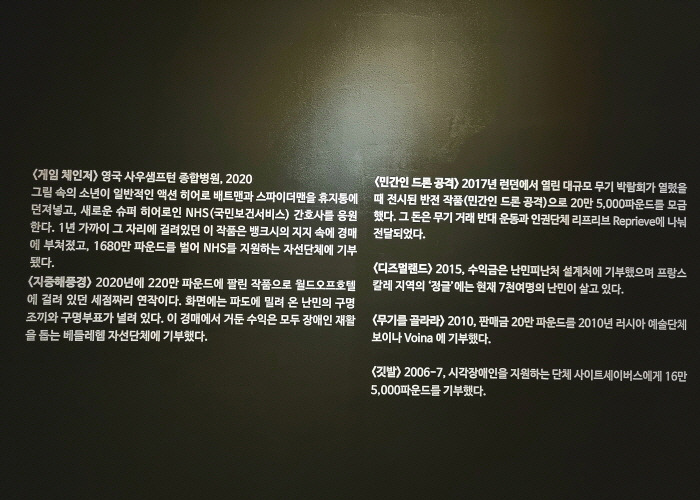 〈게임 체인저〉 영국 사우샘프턴 종합병원, 2020
그림 속의 소년이 일반적인 액션 히어로 배트맨과 스파이더맨을 휴지통에
던져넣고, 새로운 슈퍼 히어로인 NHS(국민보건서비스) 간호사를 응원
한다. 1년 가까이 그 자리에 걸려있던 이 작품은 뱅크시의 지지 속에 경매
에 부쳐졌고, 1680만 파운드를 벌어 NHS를 지원하는 자선단체에 기부
됐다.
〈지중해풍경〉 2020년에 220만 파운드에 팔린 작품으로 월드오프호텔
에 걸려 있던 세점짜리 연작이다. 화면에는 파도에 밀려 온 난민의 구명
조끼와 구명부표가 널려 있다. 이 경매에서 거둔 수익은 모두 장애인 재활
을 돕는 베들레헴 자선단체에 기부했다.
〈민간인 드론 공격〉 2017년 런던에서 열린 대규모 무기 박람회가 열렸을
때 전시된 반전 작품〈민간인 드론 공격〉으로 20만 5,000파운드를 모금
했다. 그 돈은 무기 거래 반대 운동과 인권단체 리프리브 Reprieve에 나눠
전달되었다.
〈디즈멀랜드〉 2015, 수익금은 난민피난처 설계처에 기부했으며 프랑스
칼레 지역의 ‘정글’에는 현재 7천여명의 난민이 살고 있다.
〈무기를 골라라〉 2010, 판매금 20만 파운드를 2010년 러시아 예술단체
보이나 Voina 에 기부했다.
〈깃발〉 2006-7, 시각장애인을 지원하는 단체 사이트세이버스에게 16만
5,000파운드를 기부했다.